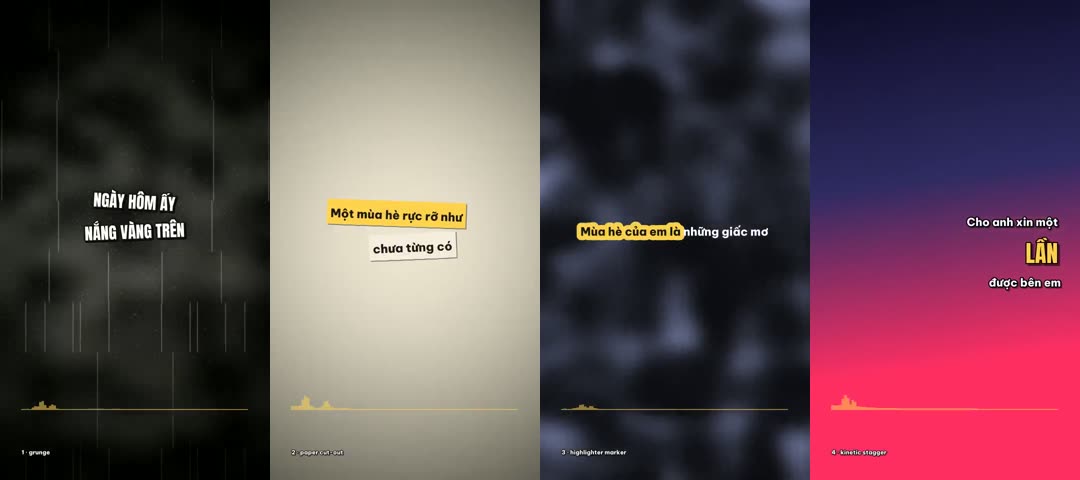 NGÀY HÔM ẤY
NẮNG VÀNG TRÊN
1 · grunge
Một mùa hè rực rỡ như
chưa từng có
2 · paper cut-out
Mùa hè của em là những giấc mơ
3 · highlighter marker
Cho anh xin một
LẦN
được bên em
4 · kinetic stagger